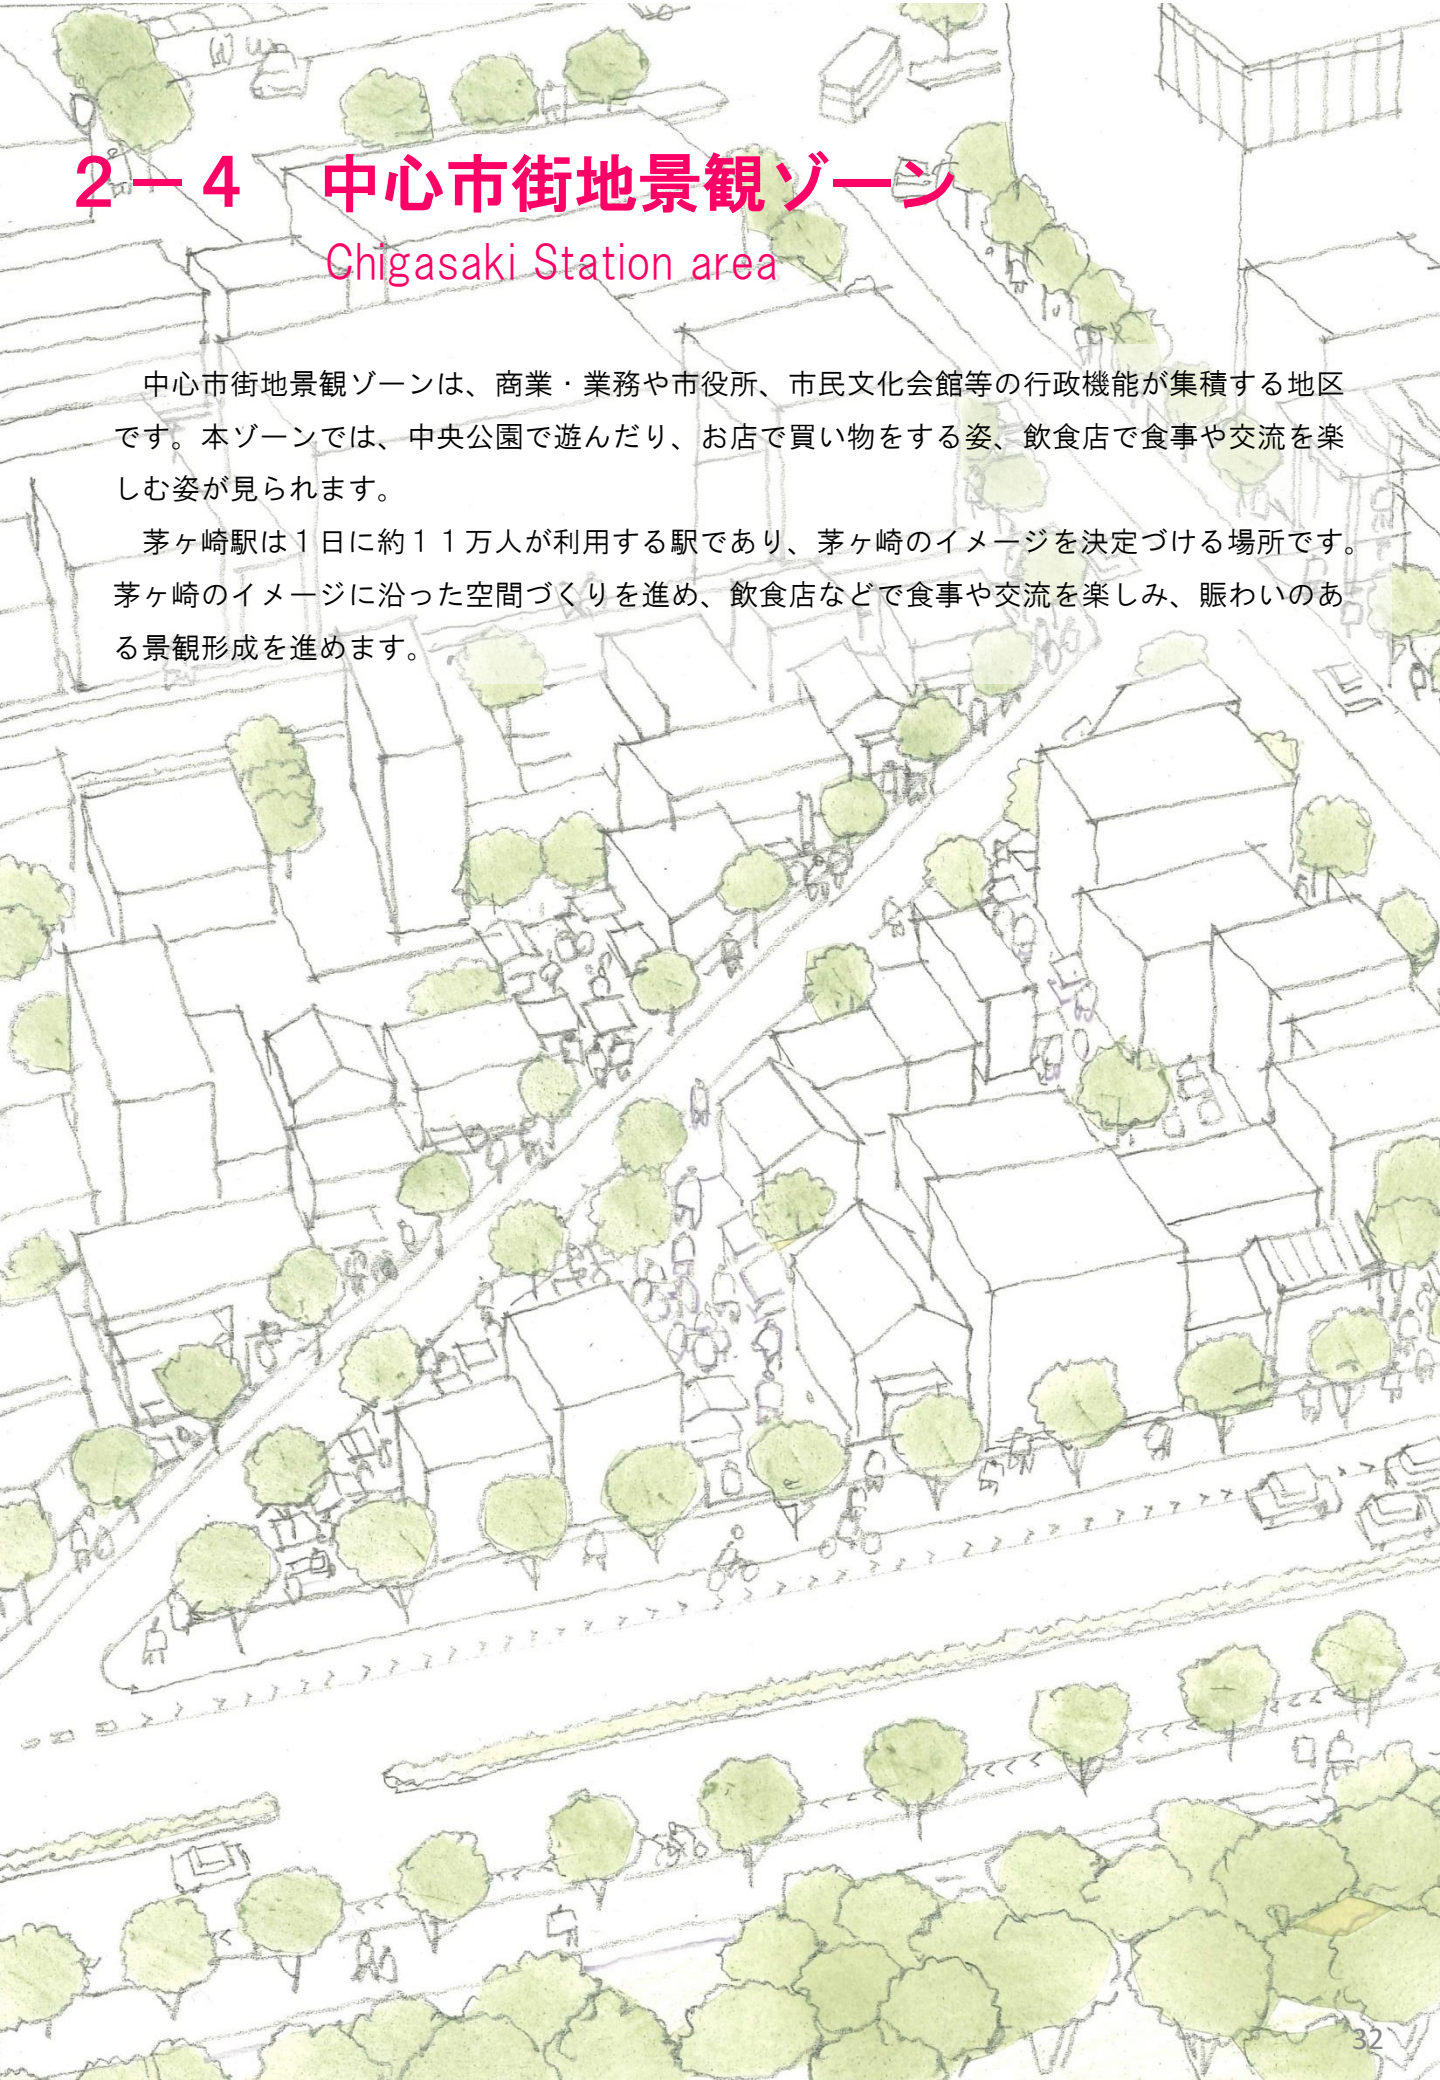 ２－４　中心市街地景観ゾーン
Chigasaki Station area
　中心市街地景観ゾーンは、商業・業務や市役所、市民文化会館等の行政機能が集積する地区
です。本ゾーンでは、中央公園で遊んだり、お店で買い物をする姿、飲食店で食事や交流を楽
しむ姿が見られます。
　茅ヶ崎駅は１日に約１１万人が利用する駅であり、茅ヶ崎のイメージを決定づける場所です。
茅ヶ崎のイメージに沿った空間づくりを進め、飲食店などで食事や交流を楽しみ、賑わいのあ
る景観形成を進めます。
32